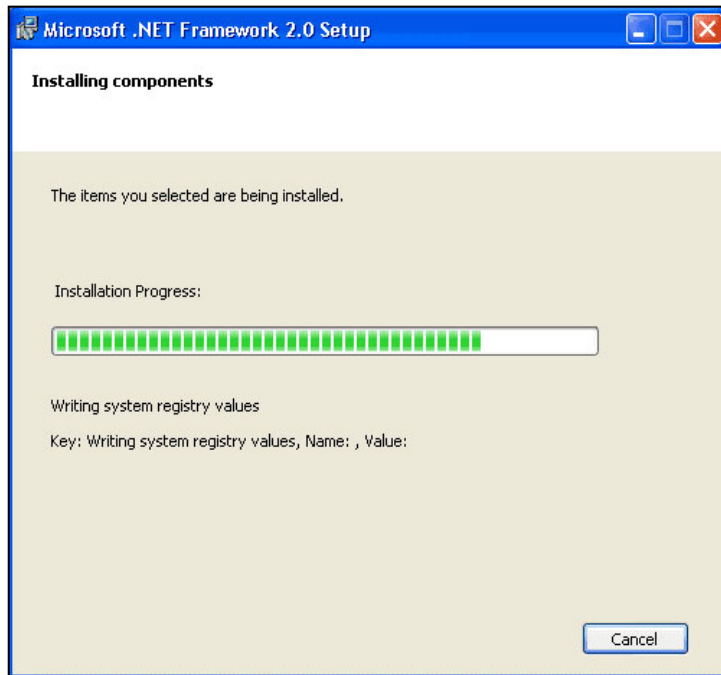 Microsoft .NET Framework 2.0 Setup
Installing components
The items you selected are being installed.
Installation Progress:
Writing system registry values
Key: Writing system registry values, Name: , Value:
Cancel